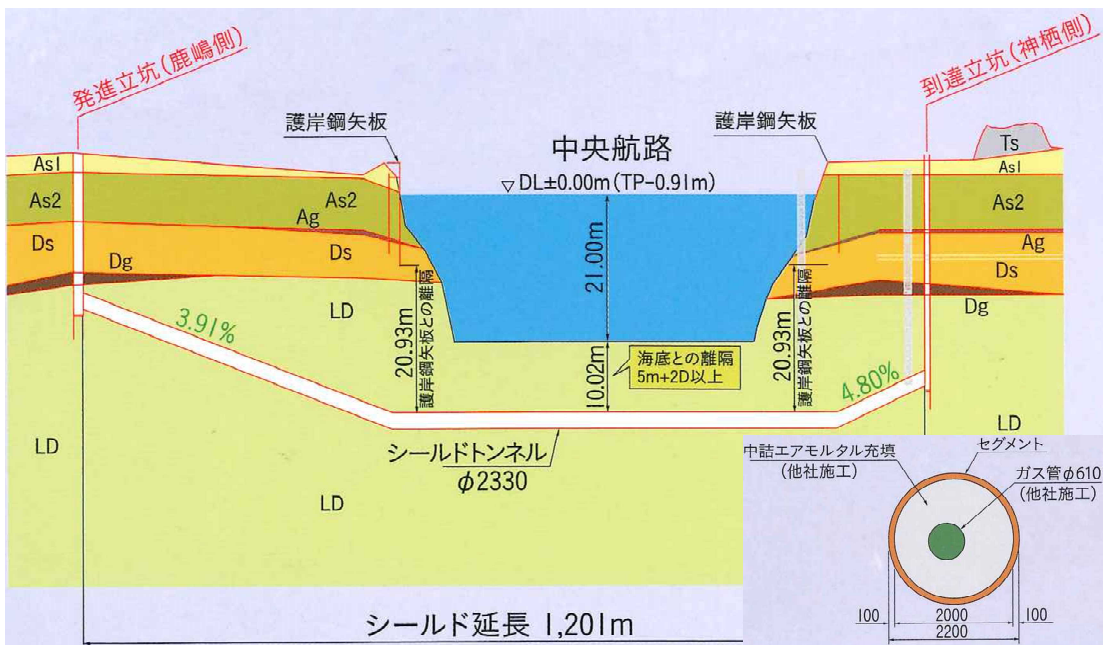 発進立坑(鹿嶋側)
到達立坑(神栖側)
護岸鋼矢板
護岸鋼矢板
中央航路
▽ DL±0.00m(TP-0.91m)
Ts
As1
As1
As2
As2
As2
Ag
Ag
Ds
Ds
Ds
Dg
Dg
21.00m
LD
3.91%
20.93m
護岸鋼矢板との離隔
10.02m
海底との離隔
5m+2D以上
20.93m
護岸鋼矢板との離隔
4.80%
LD
LD
シールドトンネル
φ2330
LD
中詰エアモルタル充填
(他社施工)
セグメント
ガス管φ610
(他社施工)
100
2000
100
2200
シールド延長 1,201m